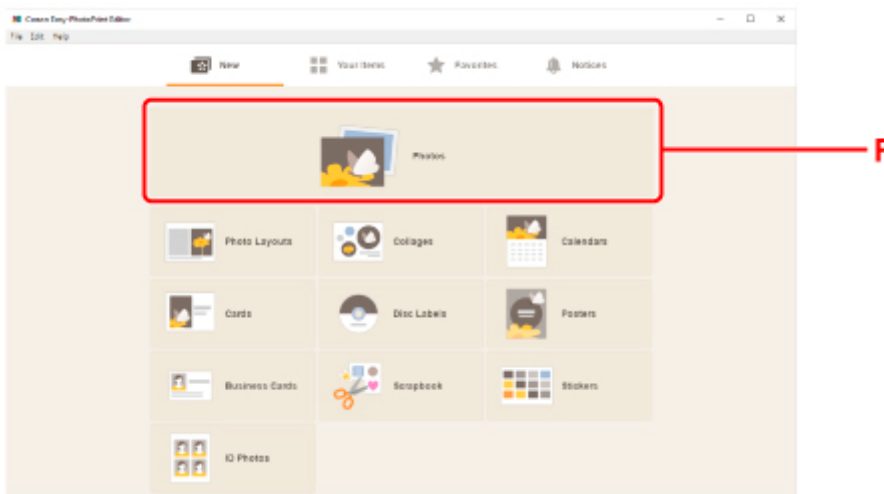 Canon Easy-PhotoPrint Editor
File Edit Help
New Your Items Favorites Notices
Photos
F
Photo Layouts Collages Calendars
Cards Disc Labels Posters
Business Cards Scrapbook Stickers
ID Photos